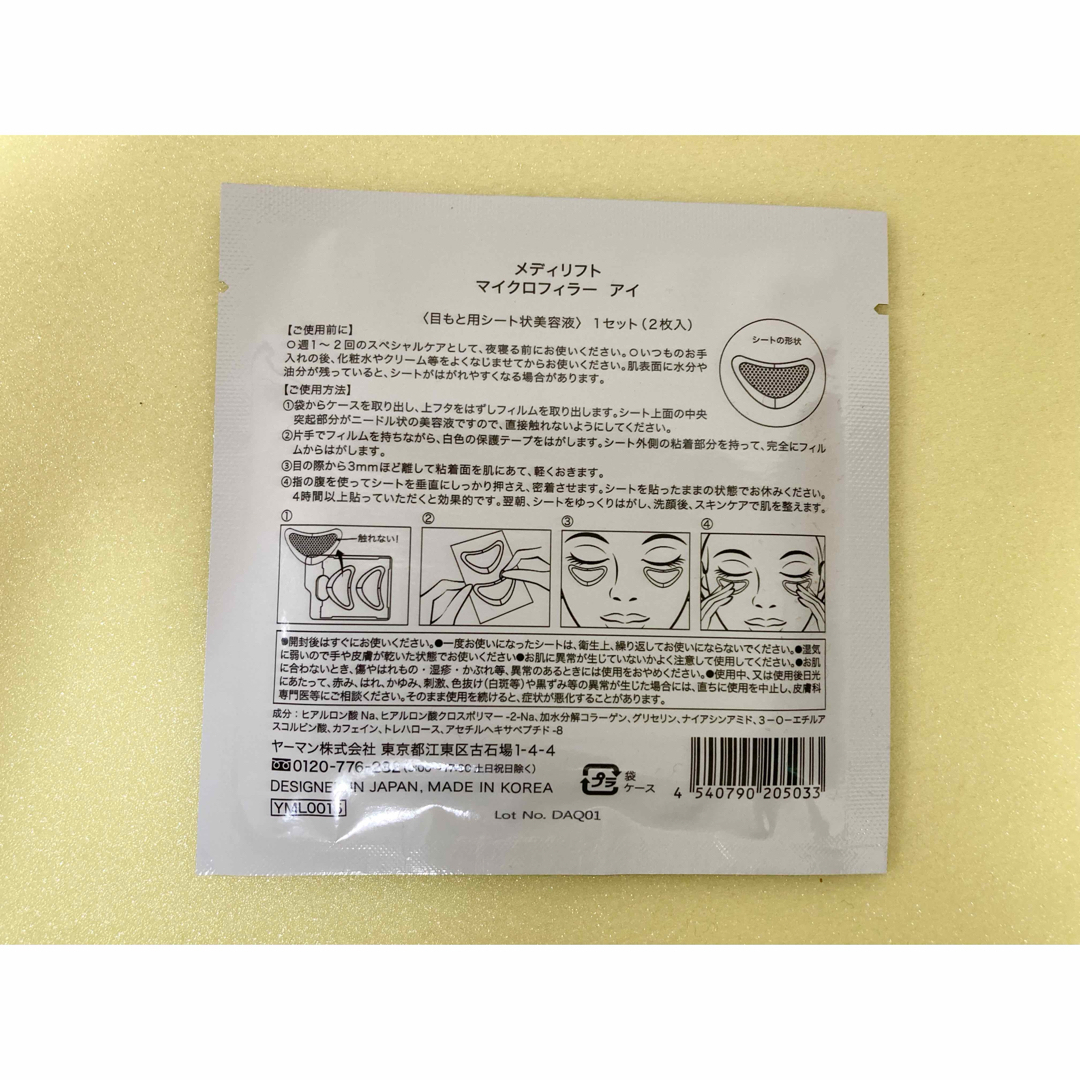 メディリフト
マイクロフィラー アイ
〈目もと用シート状美容液〉 1セット(2枚入)
シートの形状
【ご使用前に】
○週1〜2回のスペシャルケアとして、夜寝る前にお使いください。○いつものお手
入れの後、化粧水やクリーム等をよくなじませてからお使いください。肌表面に水分や
油分が残っていると、シートがはがれやすくなる場合があります。
【ご使用方法】
①袋からケースを取り出し、上フタをはずしフィルムを取り出します。シート上面の中央
突起部分がニードル状の美容液ですので、直接触れないようにしてください。
②片手でフィルムを持ちながら、白色の保護テープをはがします。シート外側の粘着部分を持って、完全にフィル
ムからはがします。
③目の際から3mmほど離して粘着面を肌にあて、軽くおきます。
④指の腹を使ってシートを垂直にしっかり押さえ、密着させます。シートを貼ったままの状態でお休みください。
4時間以上貼っていただくと効果的です。翌朝、シートをゆっくりはがし、洗顔後、スキンケアで肌を整えます。
① ② ③ ④
触れない!
●開封後はすぐにお使いください。●一度お使いになったシートは、衛生上、繰り返してお使いにならないでください。●湿気
に弱いので手や皮膚が乾いた状態でお使いください●お肌に異常が生じていないかよく注意して使用してください。●お肌
に合わないとき、傷やはれもの・湿疹・かぶれ等、異常のあるときには使用をおやめください。●使用中、又は使用後日光
にあたって、赤み、はれ、かゆみ、刺激、色抜け(白斑等)や黒ずみ等の異常が生じた場合には、直ちに使用を中止し、皮膚科
専門医等にご相談ください。そのまま使用を続けると、症状が悪化することがあります。
成分:ヒアルロン酸 Na、ヒアルロン酸クロスポリマー -2-Na、加水分解コラーゲン、グリセリン、ナイアシンアミド、3-O-エチルア
スコルビン酸、カフェイン、トレハロース、アセチルヘキサペプチド -8
ヤーマン株式会社 東京都江東区古石場1-4-4
0120-776-282 土日祝日除く)
DESIGNED IN JAPAN, MADE IN KOREA
プラ
袋
ケース
4 540790 205033
YML0015
Lot No. DAQ01